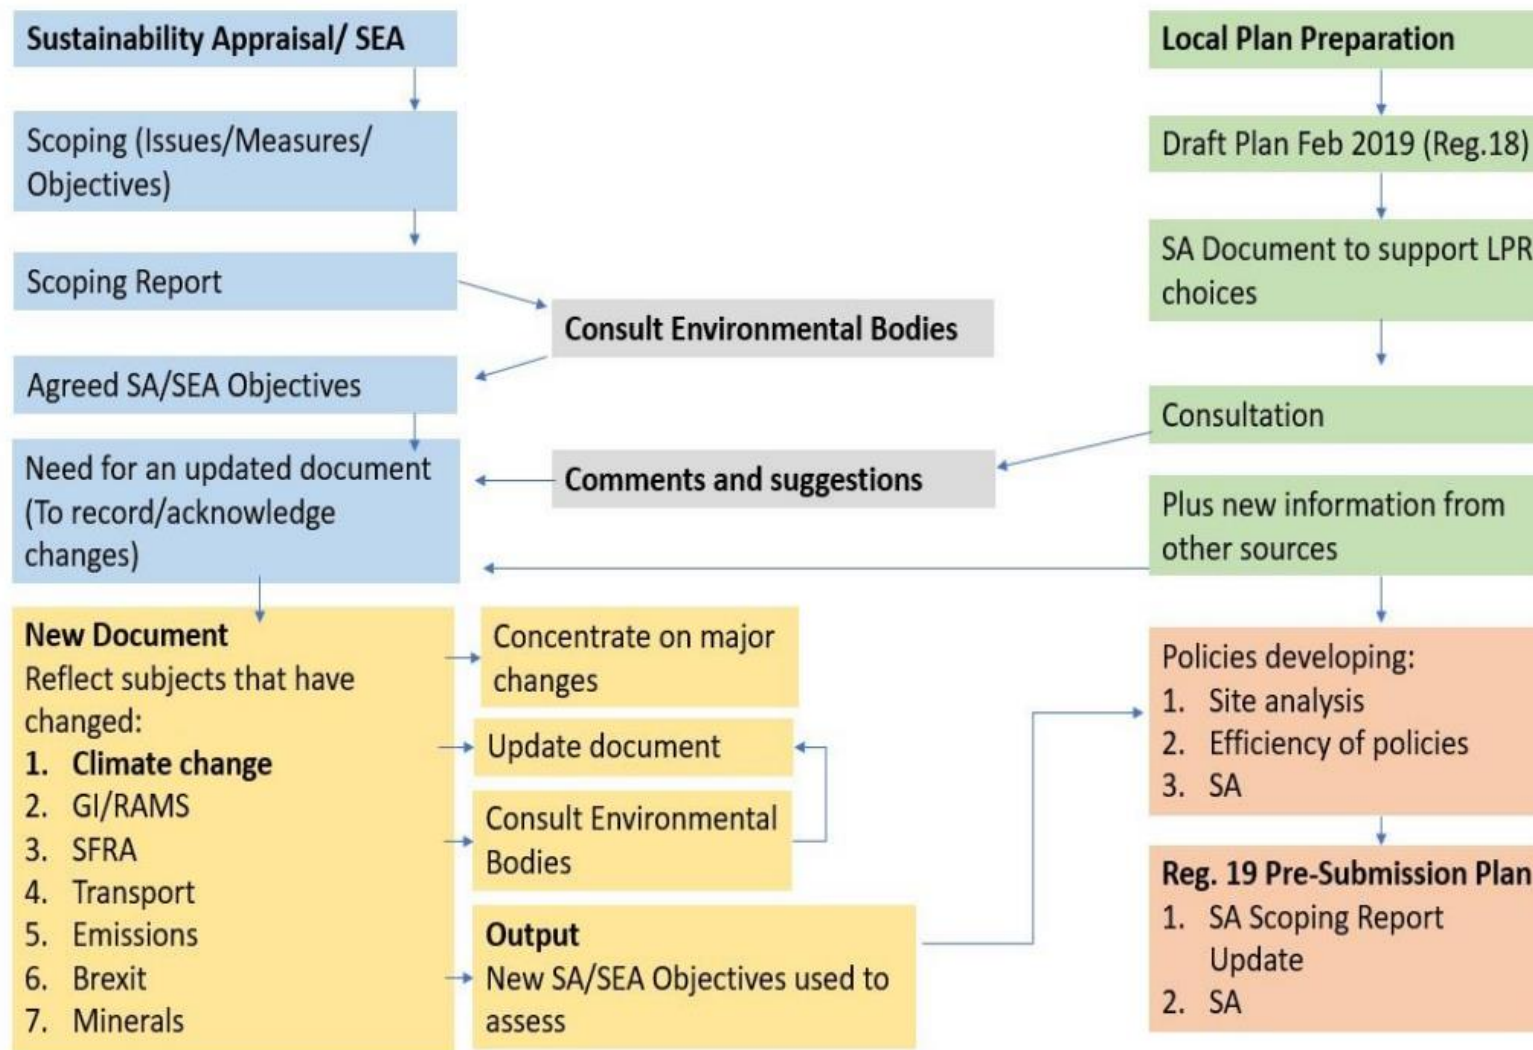 Sustainability Appraisal/ SEA
Scoping (Issues/Measures/
Objectives)
Scoping Report
Agreed SA/SEA Objectives
Need for an updated document
(To record/acknowledge
changes)
Consult Environmental Bodies
Comments and suggestions
Local Plan Preparation
Draft Plan Feb 2019 (Reg.18)
SA Document to support LPR
choices
Consultation
Plus new information from
other sources
New Document
Reflect subjects that have
changed:
1. Climate change
2. GI/RAMS
3. SFRA
4. Transport
5. Emissions
6. Brexit
7. Minerals
Concentrate on major
changes
Update document
Consult Environmental
Bodies
Output
New SA/SEA Objectives used to
assess
Policies developing:
1. Site analysis
2. Efficiency of policies
3. SA
Reg. 19 Pre-Submission Plan
1. SA Scoping Report
Update
2. SA